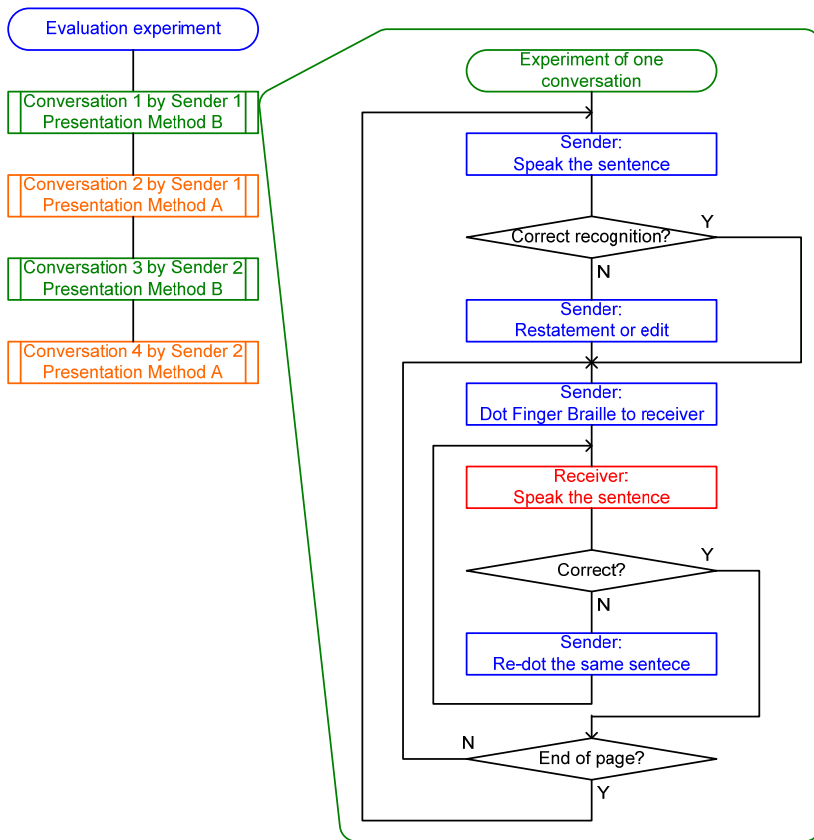 Evaluation experiment
Conversation 1 by Sender 1
Presentation Method B
Conversation 2 by Sender 1
Presentation Method A
Conversation 3 by Sender 2
Presentation Method B
Conversation 4 by Sender 2
Presentation Method A
Experiment of one
conversation
Sender:
Speak the sentence
Correct recognition?
Y
N
Sender:
Restatement or edit
Sender:
Dot Finger Braille to receiver
Receiver:
Speak the sentence
Correct?
Y
N
Sender:
Re-dot the same sentece
End of page?
N
Y